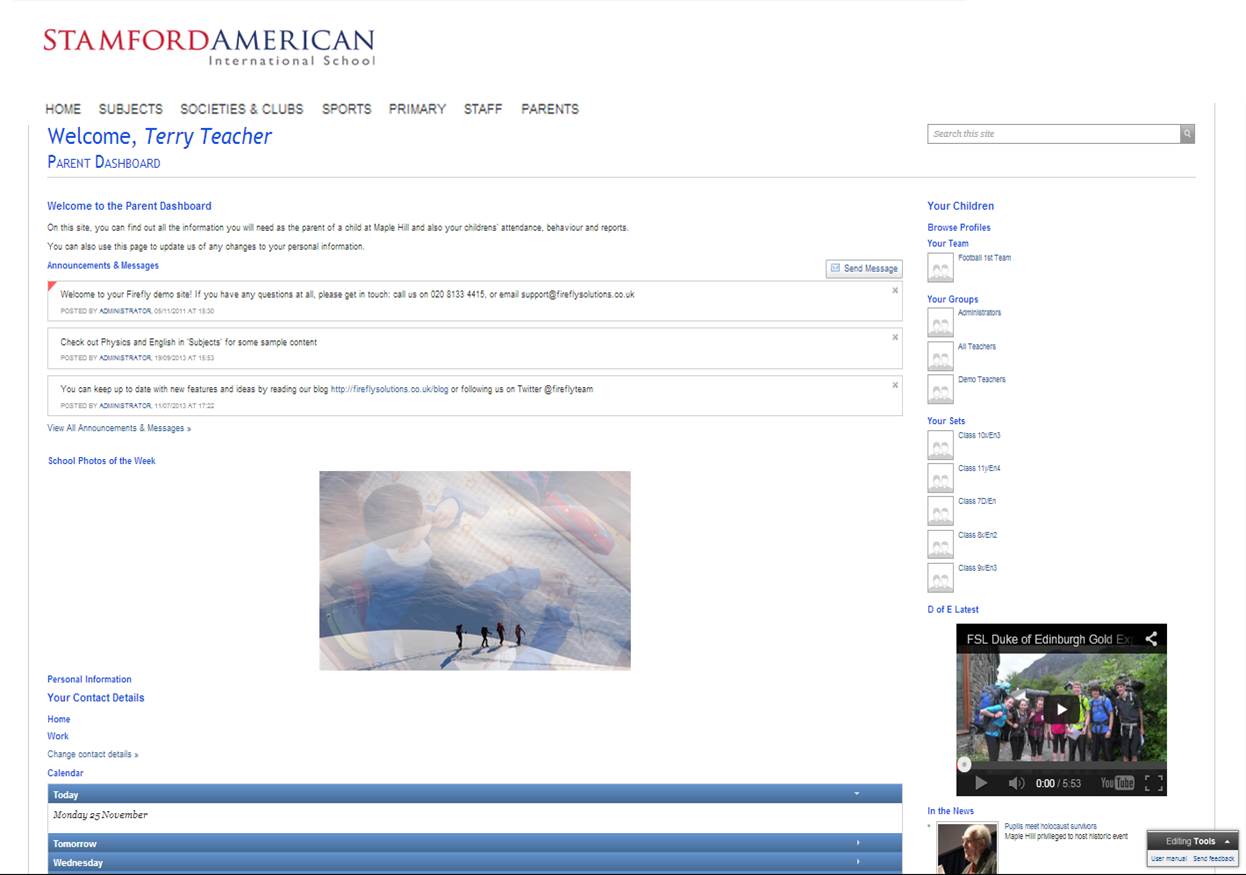 STAMFORDAMERICAN
International School
HOME SUBJECTS SOCIETIES & CLUBS SPORTS PRIMARY STAFF PARENTS
Welcome, Terry Teacher
PARENT DASHBOARD
Search this site
Welcome to the Parent Dashboard
On this site, you can find out all the information you will need as the parent of a child at Maple Hill and also your childrens' attendance, behaviour and reports.
You can also use this page to update us of any changes to your personal information.
Announcements & Messages
Send Message
Welcome to your Firefly demo site! If you have any questions at all, please get in touch: call us on 020 8133 4415, or email support@fireflysolutions.co.uk
POSTED BY ADMINISTRATOR, 05/11/2011 AT 15:30
Check out Physics and English in 'Subjects' for some sample content
POSTED BY ADMINISTRATOR, 19/09/2013 AT 15:53
You can keep up to date with new features and ideas by reading our blog http://fireflysolutions.co.uk/blog or following us on Twitter @fireflyteam
POSTED BY ADMINISTRATOR, 11/07/2013 AT 17:22
View All Announcements & Messages »
School Photos of the Week
Personal Information
Your Contact Details
Home
Work
Change contact details »
Calendar
Today
Monday 25 November
Tomorrow
Wednesday
Your Children
Browse Profiles
Your Team
Football 1st Team
Your Groups
Administrators
All Teachers
Demo Teachers
Your Sets
Class 10x/En3
Class 11y/En4
Class 7D/En
Class 8x/En2
Class 9x/En3
D of E Latest
FSL Duke of Edinburgh Gold Ex
0:00 / 5:53 YouTube
In the News
Pupils meet holocaust survivors
Maple Hill privileged to host historic event
Editing Tools
User manual Send feedback